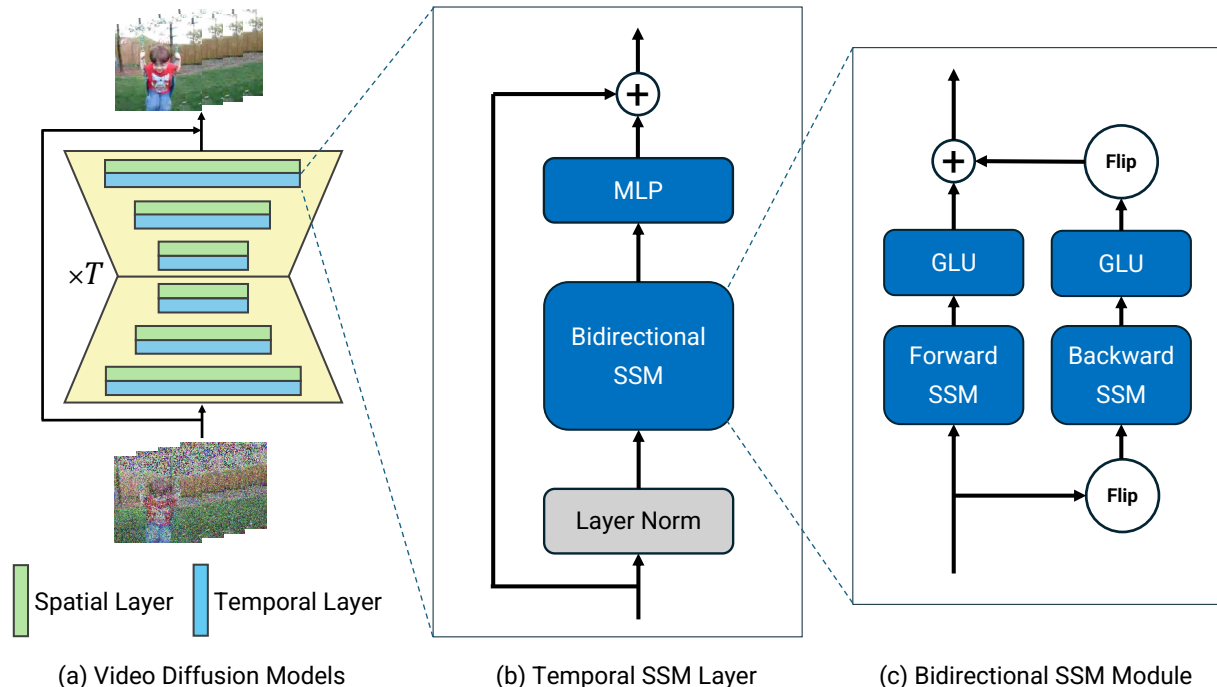 ×T
Spatial Layer
Temporal Layer
(a) Video Diffusion Models
+
MLP
Bidirectional
SSM
Layer Norm
(b) Temporal SSM Layer
+
Flip
GLU
GLU
Forward
SSM
Backward
SSM
Flip
(c) Bidirectional SSM Module